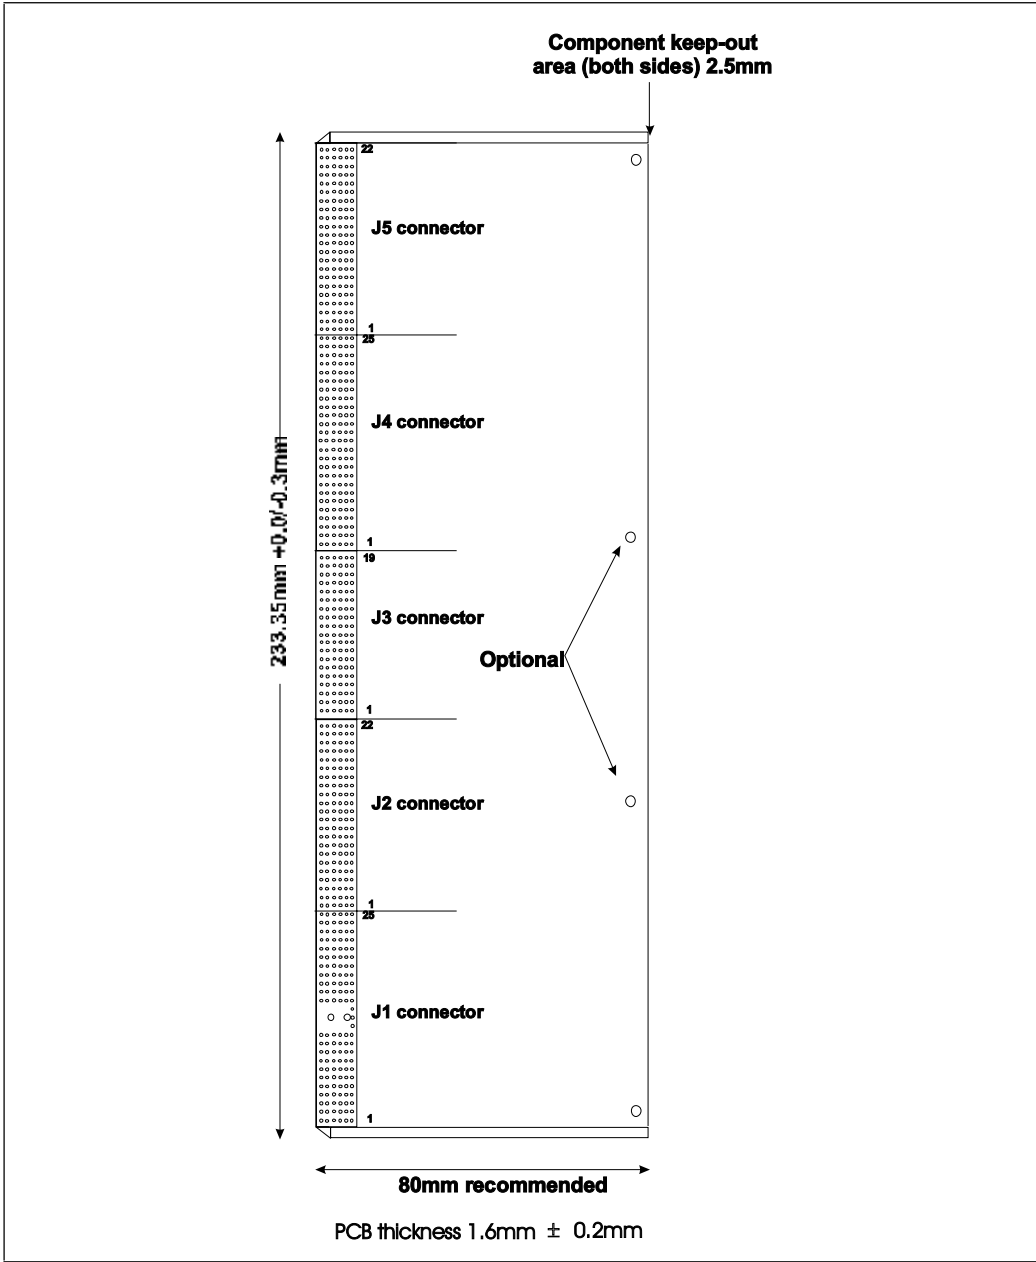 Component keep-out
area (both sides) 2.5mm
22
J5 connector
1
25
J4 connector
1
19
233.35mm +0.0/-0.3mm
J3 connector
Optional
1
22
J2 connector
1
25
J1 connector
1
80mm recommended
PCB thickness 1.6mm ± 0.2mm